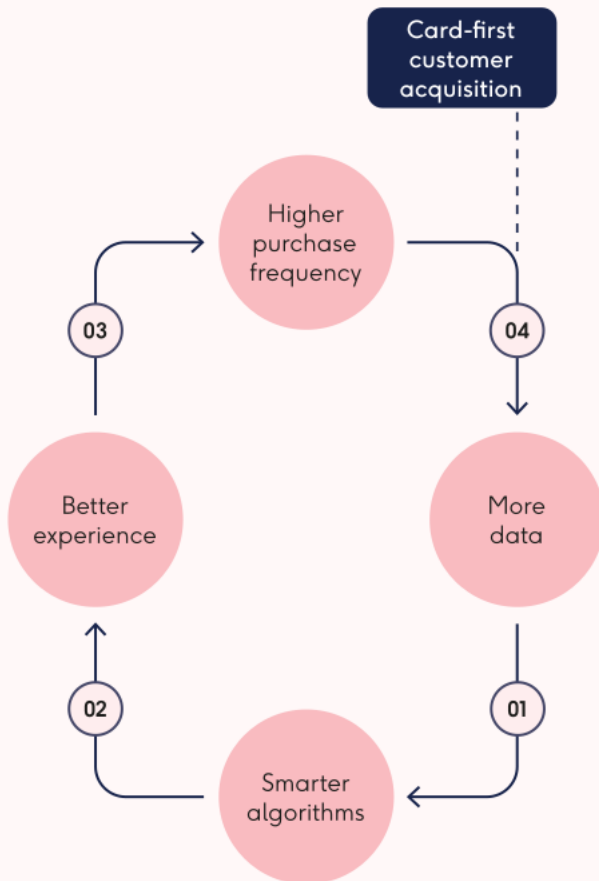 Card-first
customer
acquisition
Higher
purchase
frequency
03
04
Better
experience
More
data
02
01
Smarter
algorithms